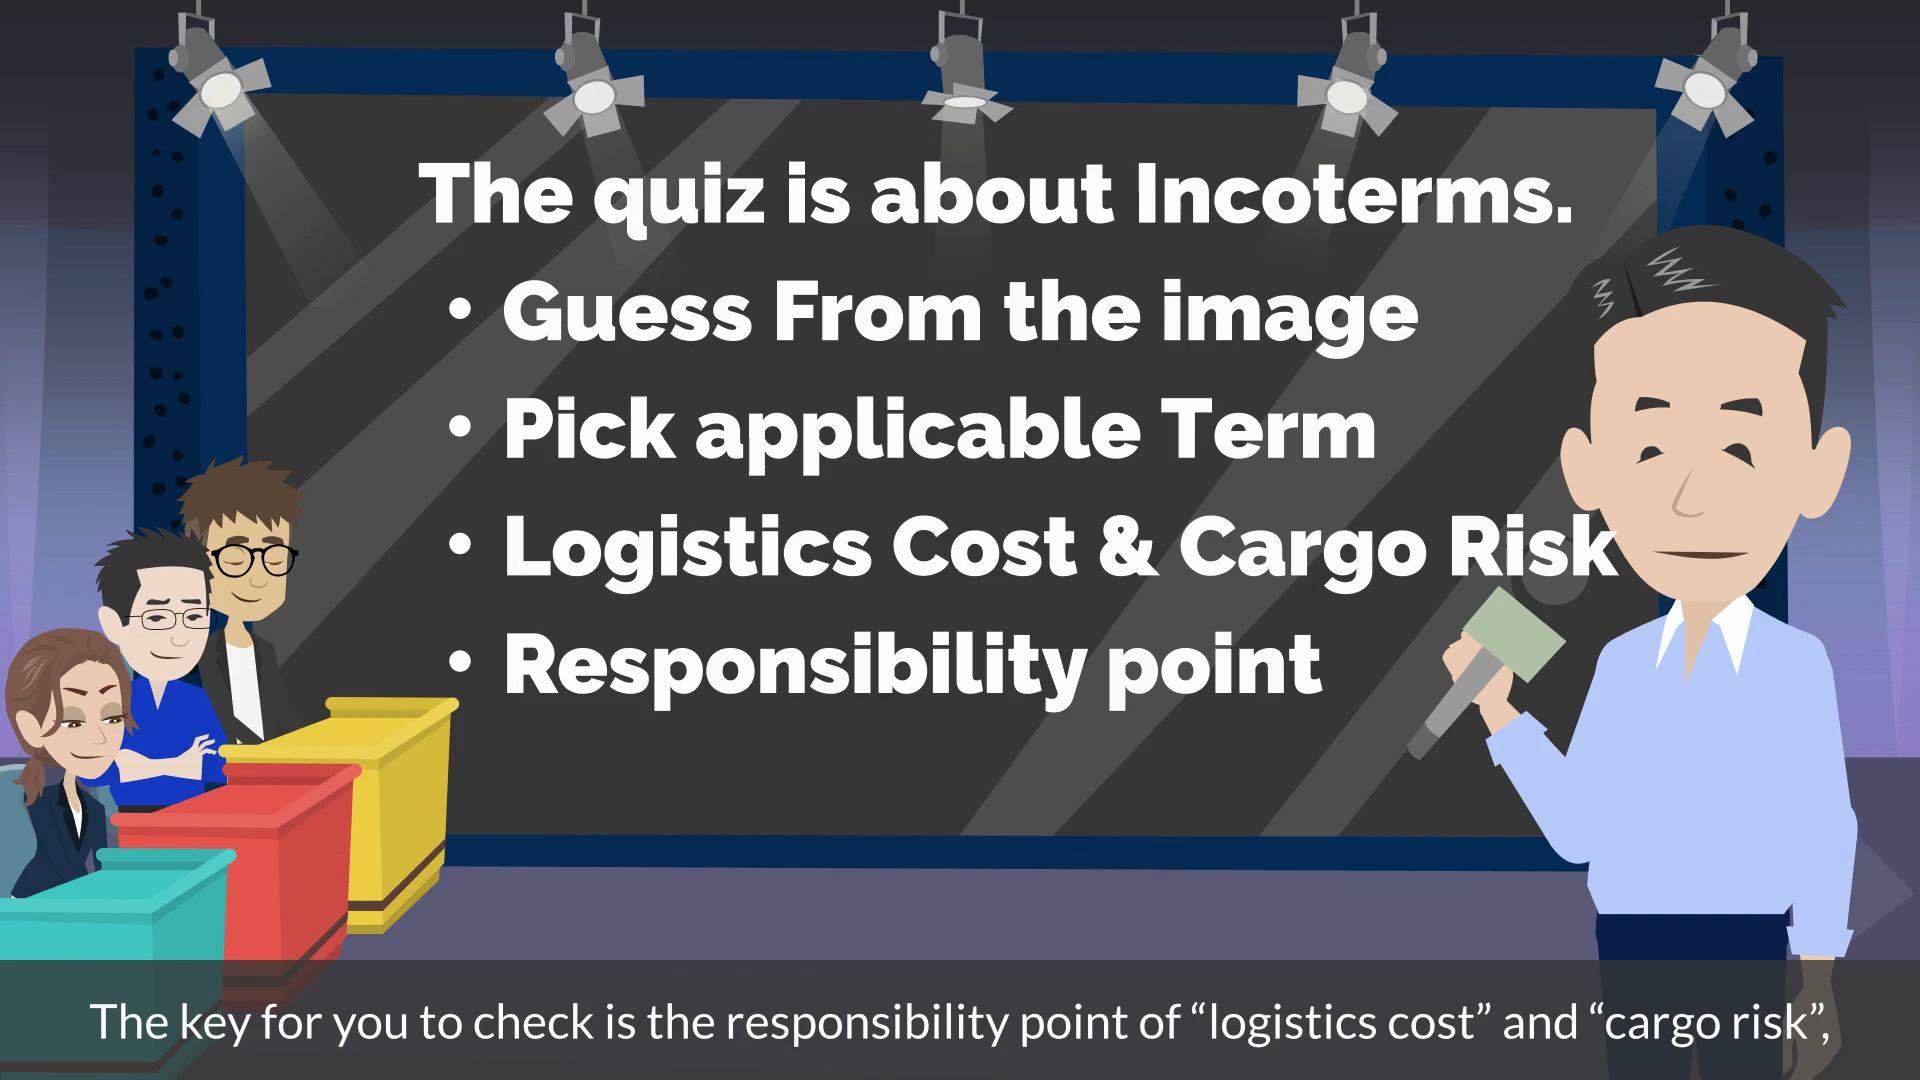 The quiz is about Incoterms.
• Guess From the image
• Pick applicable Term
• Logistics Cost & Cargo Risk
• Responsibility point
The key for you to check is the responsibility point of “logistics cost” and “cargo risk”,